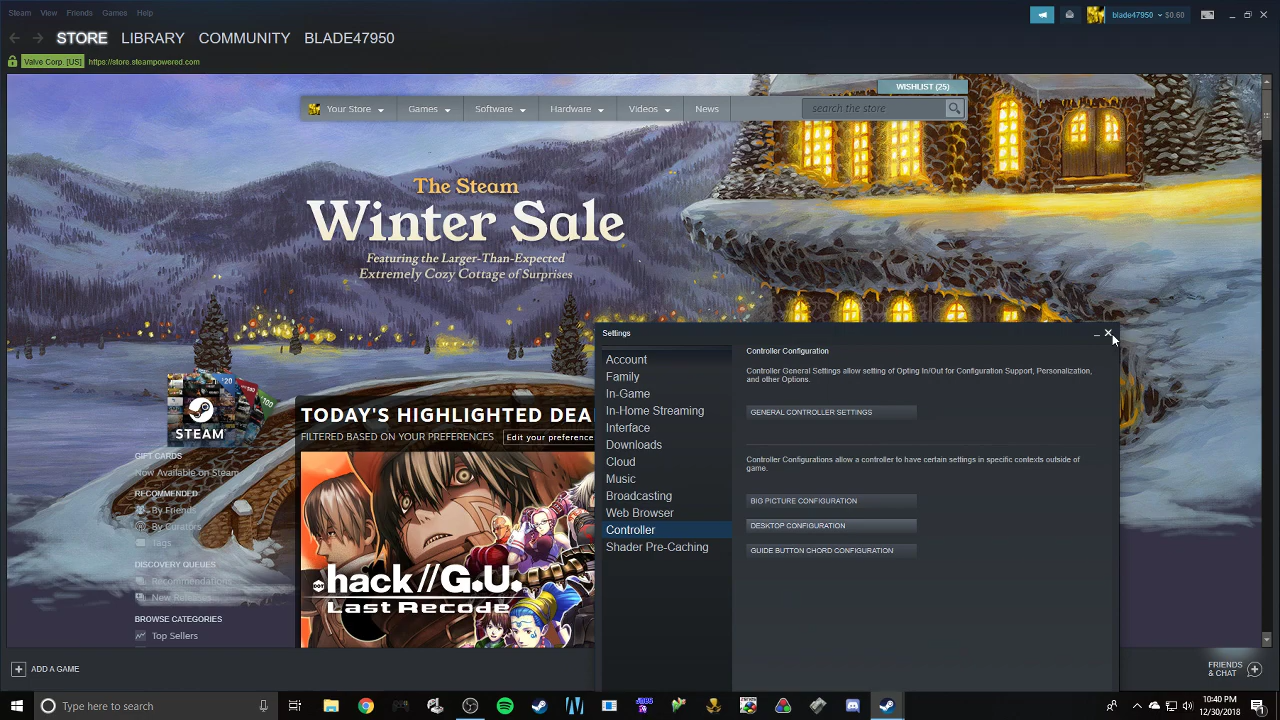 Steam View Friends Games Help
blade47950 $0.60
STORE LIBRARY COMMUNITY BLADE47950
Valve Corp. [US] https://store.steampowered.com
WISHLIST (25)
Your Store Games Software Hardware Videos News
search the store
The Steam
Winter Sale
Featuring the Larger-Than-Expected
Extremely Cozy Cottage of Surprises
$20
$100
STEAM
GIFT CARDS
Now Available on Steam
RECOMMENDED
By Friends
By Curators
Tags
DISCOVERY QUEUES
Recommendations
New Releases
BROWSE CATEGORIES
Top Sellers
TODAY'S HIGHLIGHTED DEA
FILTERED BASED ON YOUR PREFERENCES Edit your preference
.hack//G.U.
Last Recode
Settings
Account
Family
In-Game
In-Home Streaming
Interface
Downloads
Cloud
Music
Broadcasting
Web Browser
Controller
Shader Pre-Caching
Controller Configuration
Controller General Settings allow setting of Opting In/Out for Configuration Support, Personalization,
and other Options.
GENERAL CONTROLLER SETTINGS
Controller Configurations allow a controller to have certain settings in specific contexts outside of
game.
BIG PICTURE CONFIGURATION
DESKTOP CONFIGURATION
GUIDE BUTTON CHORD CONFIGURATION
ADD A GAME
FRIENDS
& CHAT
Type here to search
10:40 PM
12/30/2018